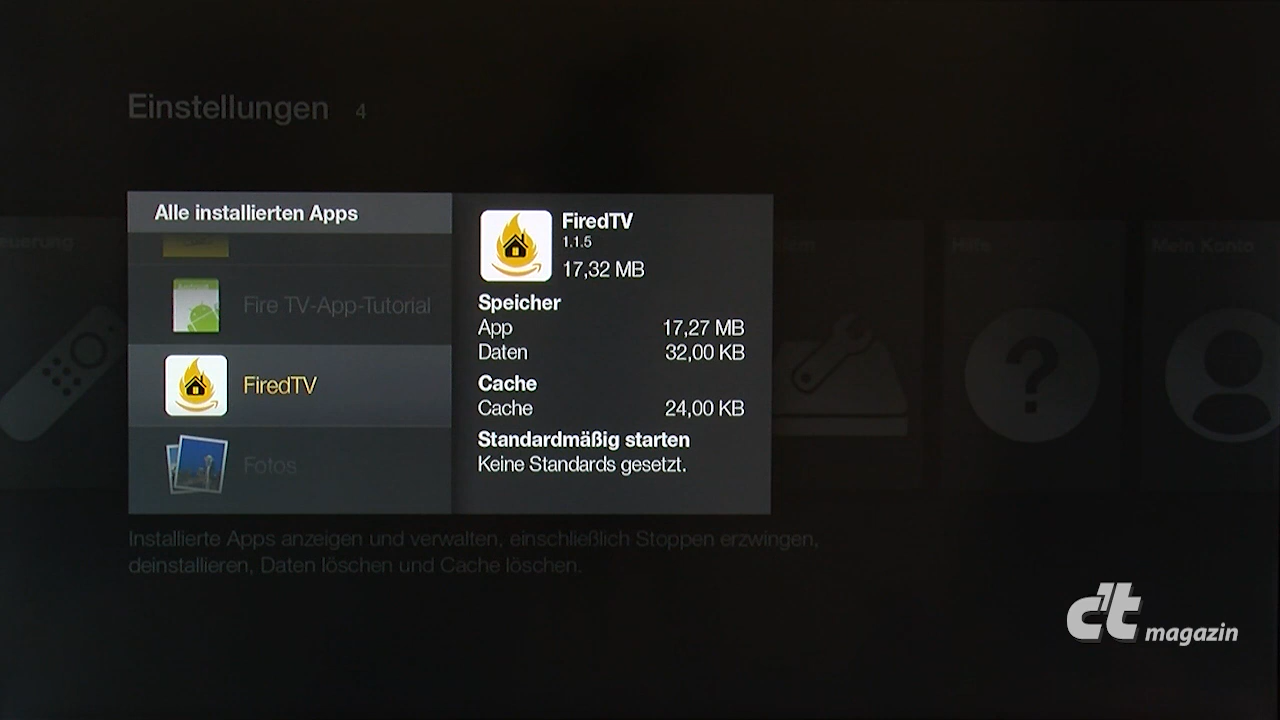 Einstellungen 4
Alle installierten Apps
Fire TV-App-Tutorial
FiredTV
Fotos
FiredTV
1.1.5
17,32 MB
Speicher
App 17,27 MB
Daten 32,00 KB
Cache
Cache 24,00 KB
Standardmäßig starten
Keine Standards gesetzt.
euerung
Hilfe
Mein Konto
Installierte Apps anzeigen und verwalten, einschließlich Stoppen erzwingen,
deinstallieren, Daten löschen und Cache löschen.
c't magazin